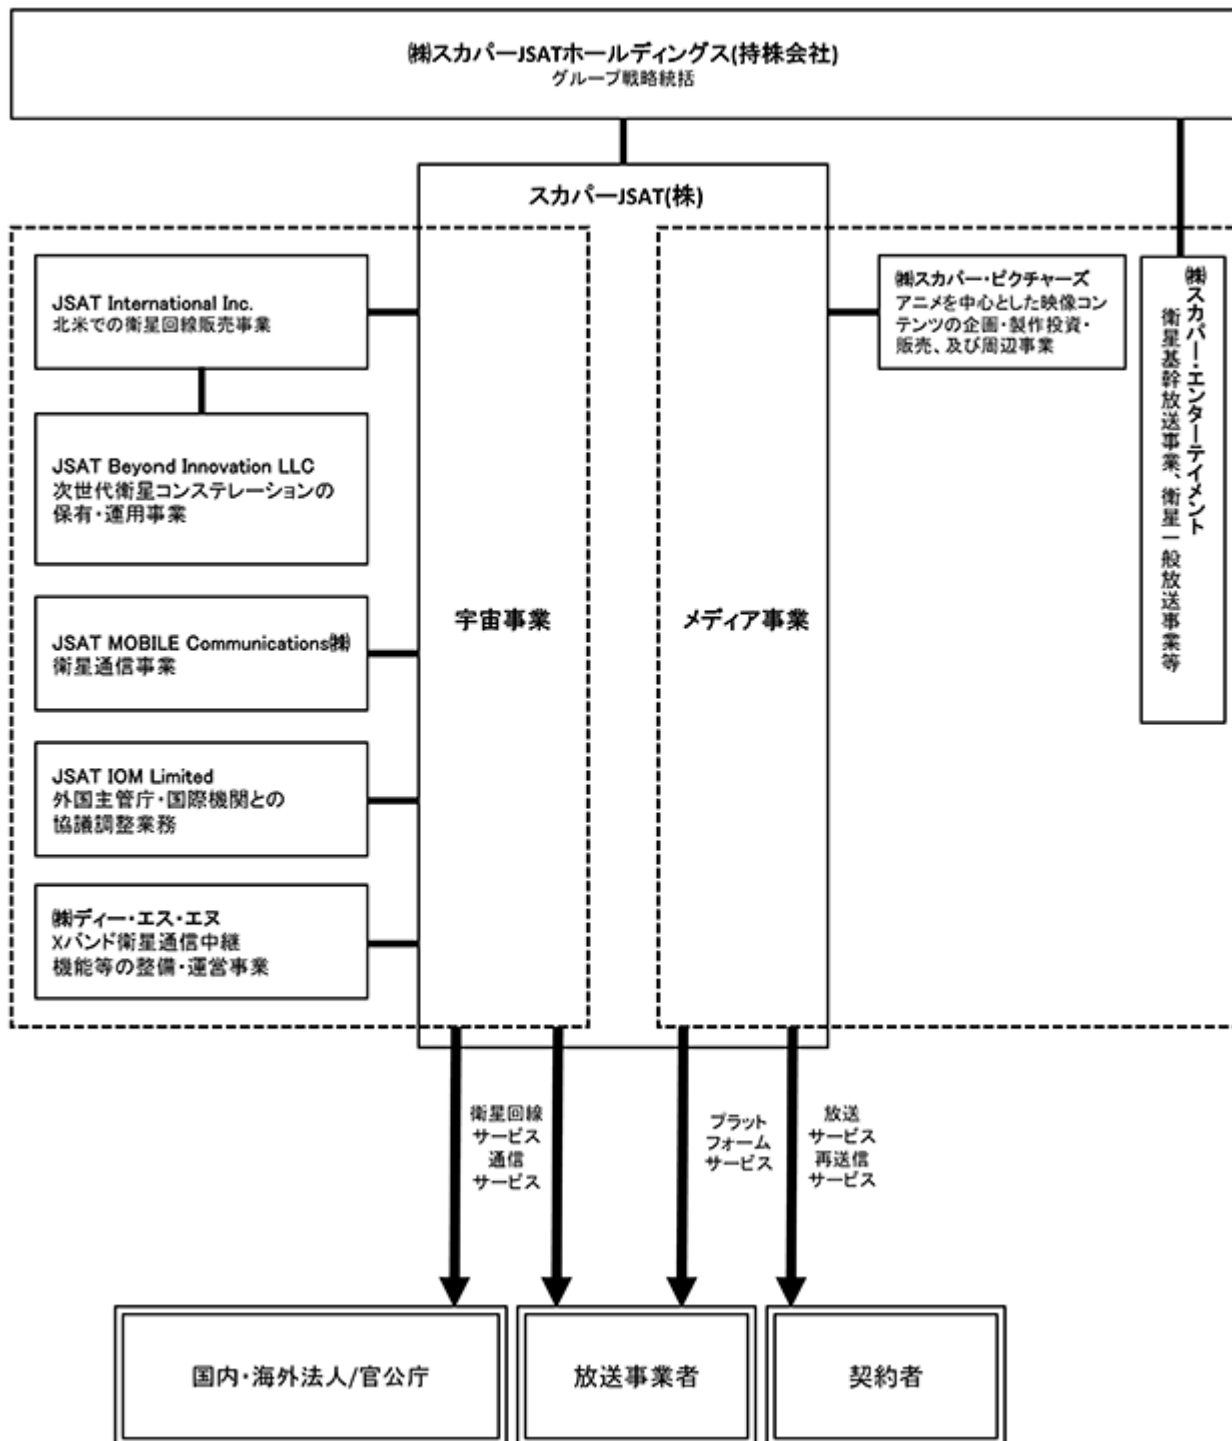 ㈱スカパーJSATホールディングス(持株会社)
グループ戦略統括
スカパーJSAT(株)
JSAT International Inc.
北米での衛星回線販売事業
JSAT Beyond Innovation LLC
次世代衛星コンステレーションの
保有・運用事業
JSAT MOBILE Communications㈱
衛星通信事業
JSAT IOM Limited
外国主管庁・国際機関との
協議調整業務
㈱ディー・エス・エヌ
Xバンド衛星通信中継
機能等の整備・運営事業
宇宙事業
メディア事業
㈱スカパー・ピクチャーズ
アニメを中心とした映像コン
テンツの企画・製作投資・
販売、及び周辺事業
㈱スカパー・エンターテイメント
衛星基幹放送事業、衛星一般放送事業等
衛星回線
サービス
通信
サービス
プラット
フォーム
サービス
放送
サービス
再送信
サービス
国内・海外法人/官公庁
放送事業者
契約者